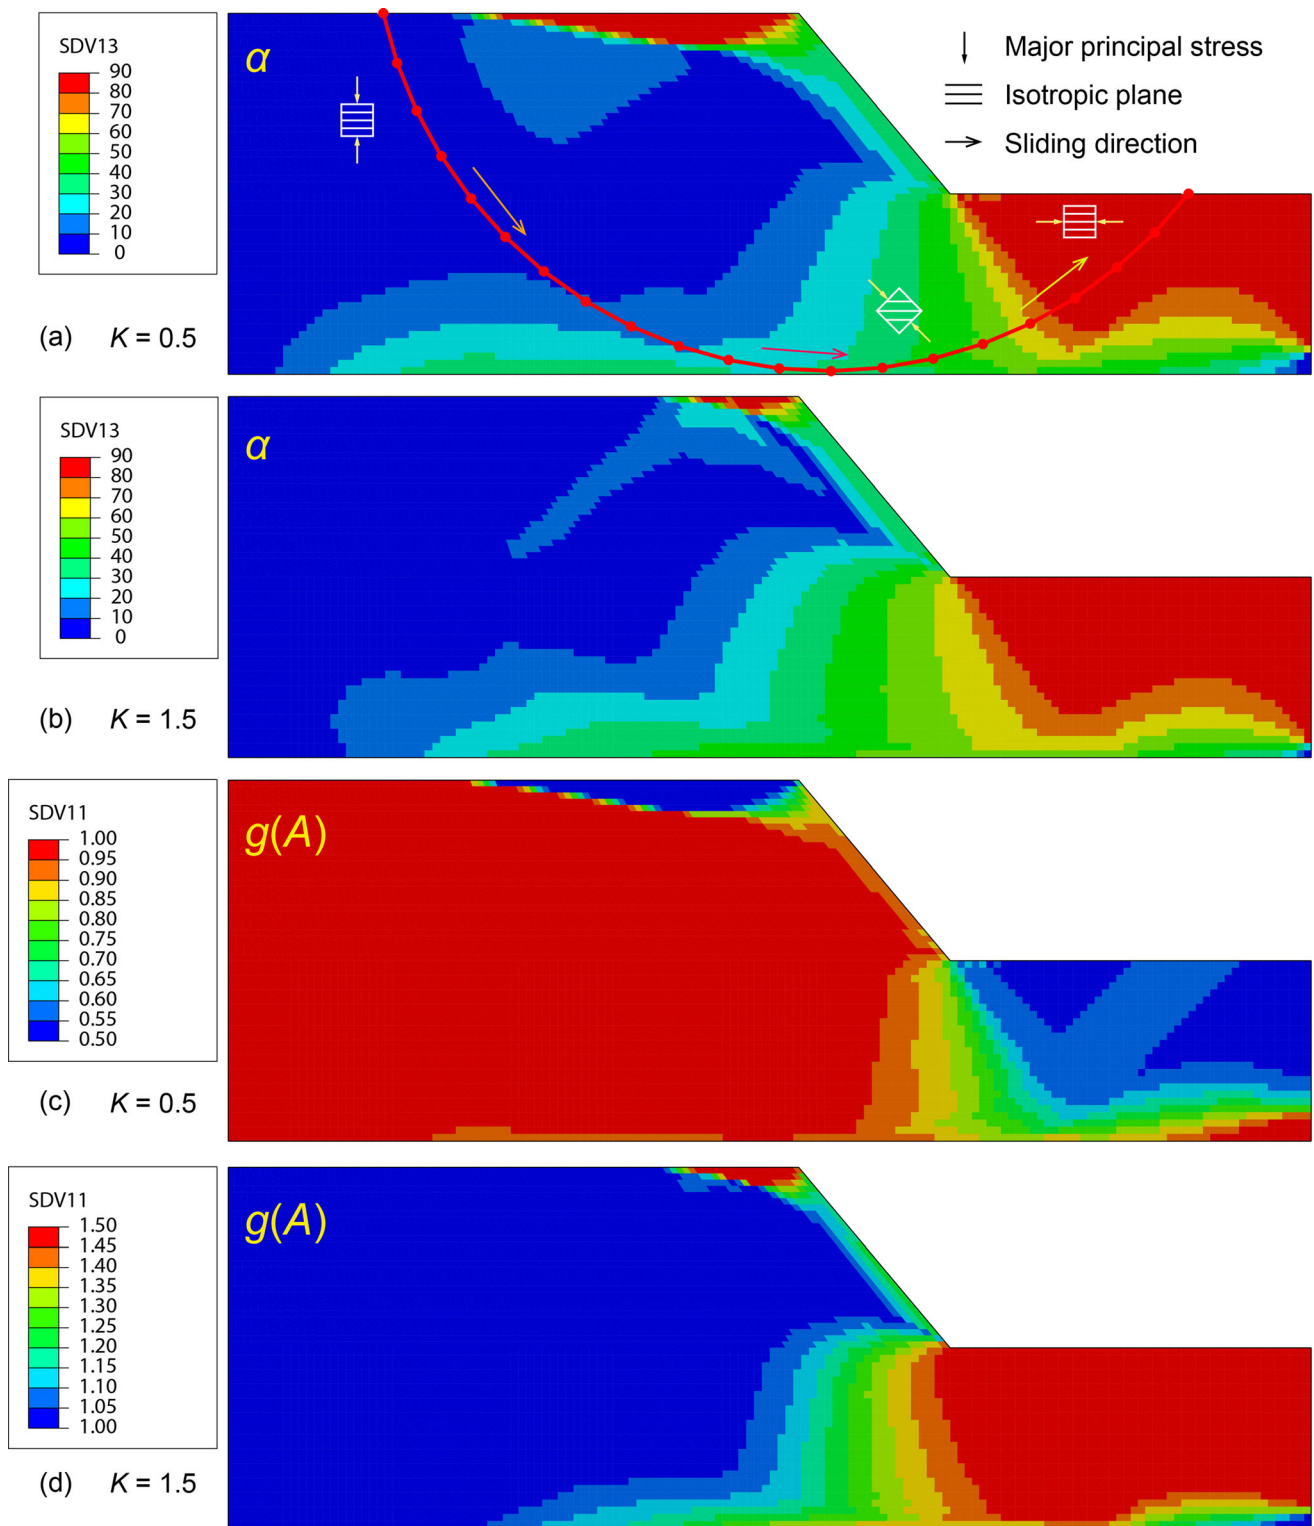 SDV13
90
80
70
60
50
40
30
20
10
0
α
Major principal stress
Isotropic plane
Sliding direction
(a) K = 0.5
SDV13
90
80
70
60
50
40
30
20
10
0
α
(b) K = 1.5
SDV11
1.00
0.95
0.90
0.85
0.80
0.75
0.70
0.65
0.60
0.55
0.50
g(A)
(c) K = 0.5
SDV11
1.50
1.45
1.40
1.35
1.30
1.25
1.20
1.15
1.10
1.05
1.00
g(A)
(d) K = 1.5